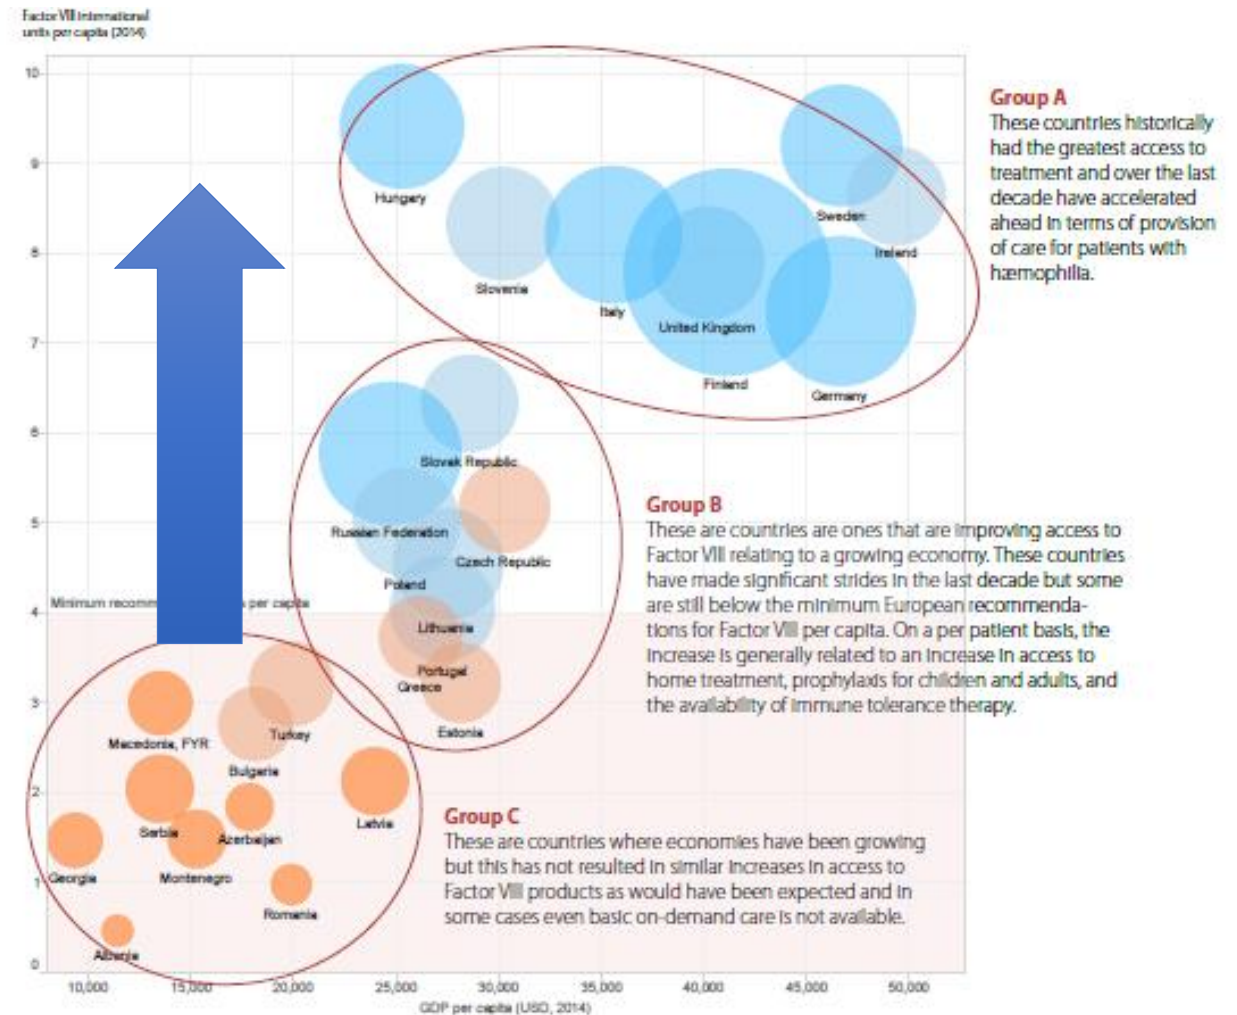 Factor VIII international
units per capita (2014)
10
9
8
7
6
5
4
3
2
1
0
Group A
These countries historically
had the greatest access to
treatment and over the last
decade have accelerated
ahead in terms of provision
of care for patients with
hæmophilia.
Hungary
Sweden
Ireland
Slovenia
Italy
United Kingdom
Finland
Germany
Slovak Republic
Group B
These are countries are ones that are improving access to
Factor VIII relating to a growing economy. These countries
have made significant strides in the last decade but some
are still below the minimum European recommenda-
tions for Factor VIII per capita. On a per patient basis, the
increase is generally related to an increase in access to
home treatment, prophylaxis for children and adults, and
the availability of immune tolerance therapy.
Russian Federation
Czech Republic
Poland
Minimum recomm per capita
Lithuania
Portugal
Greece
Estonia
Macedonia, FYR
Turkey
Bulgaria
Latvia
Serbia
Azerbaijan
Georgia
Montenegro
Romania
Albania
Group C
These are countries where economies have been growing
but this has not resulted in similar increases in access to
Factor VIII products as would have been expected and in
some cases even basic on-demand care is not available.
10,000 15,000 20,000 25,000 30,000 35,000 40,000 45,000 50,000
GDP per capita (USD, 2014)